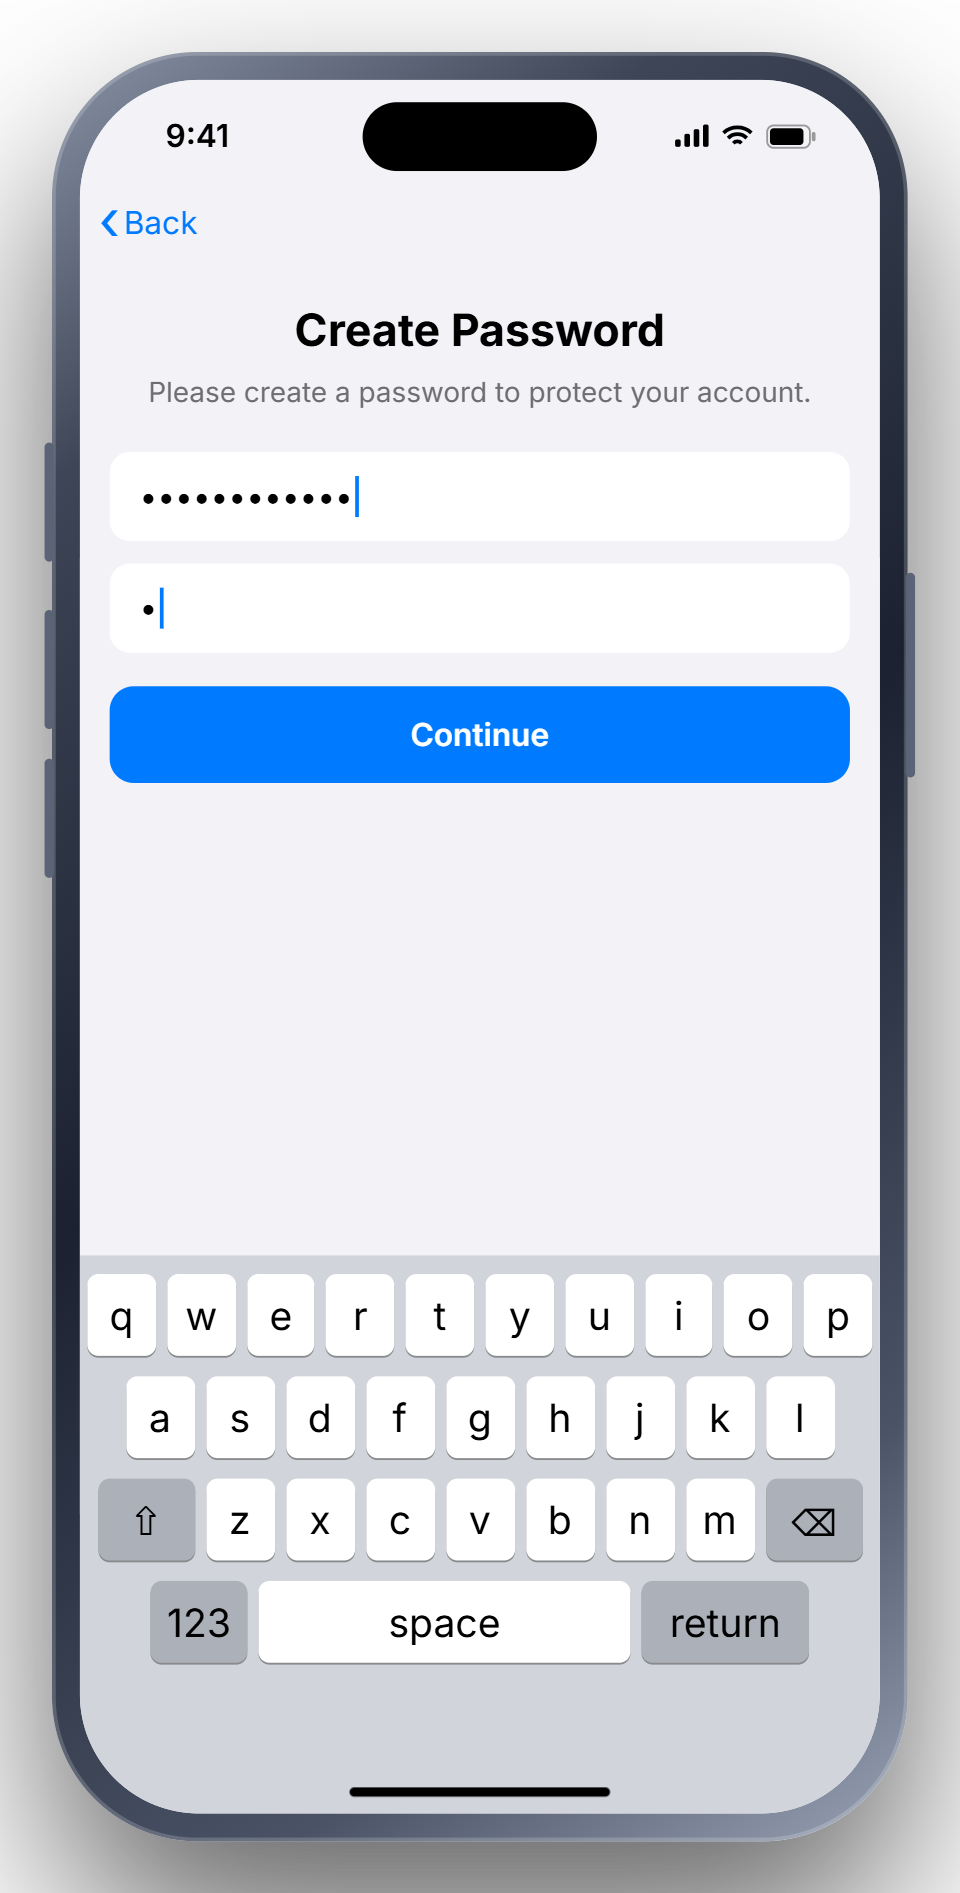 9:41
Back
Create Password
Please create a password to protect your account.
••••••••••••
•
Continue
q w e r t y u i o p
a s d f g h j k l
⇧ z x c v b n m ⌫
123 space return